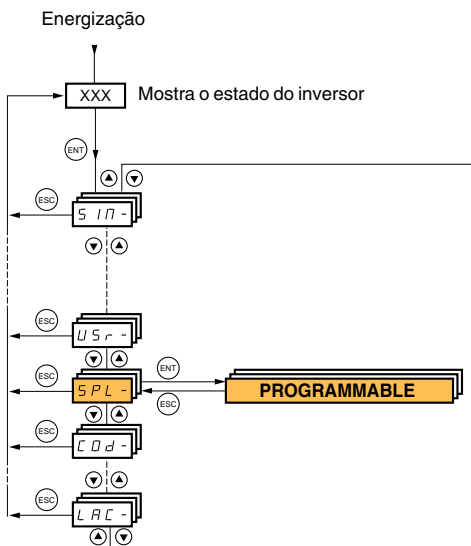 Energização
XXX Mostra o estado do inversor
ENT
ESC
SIM-
ESC
USr-
ENT
ESC
SPL-
PROGRAMMABLE
ESC
ESC
COd-
ESC
LAC-